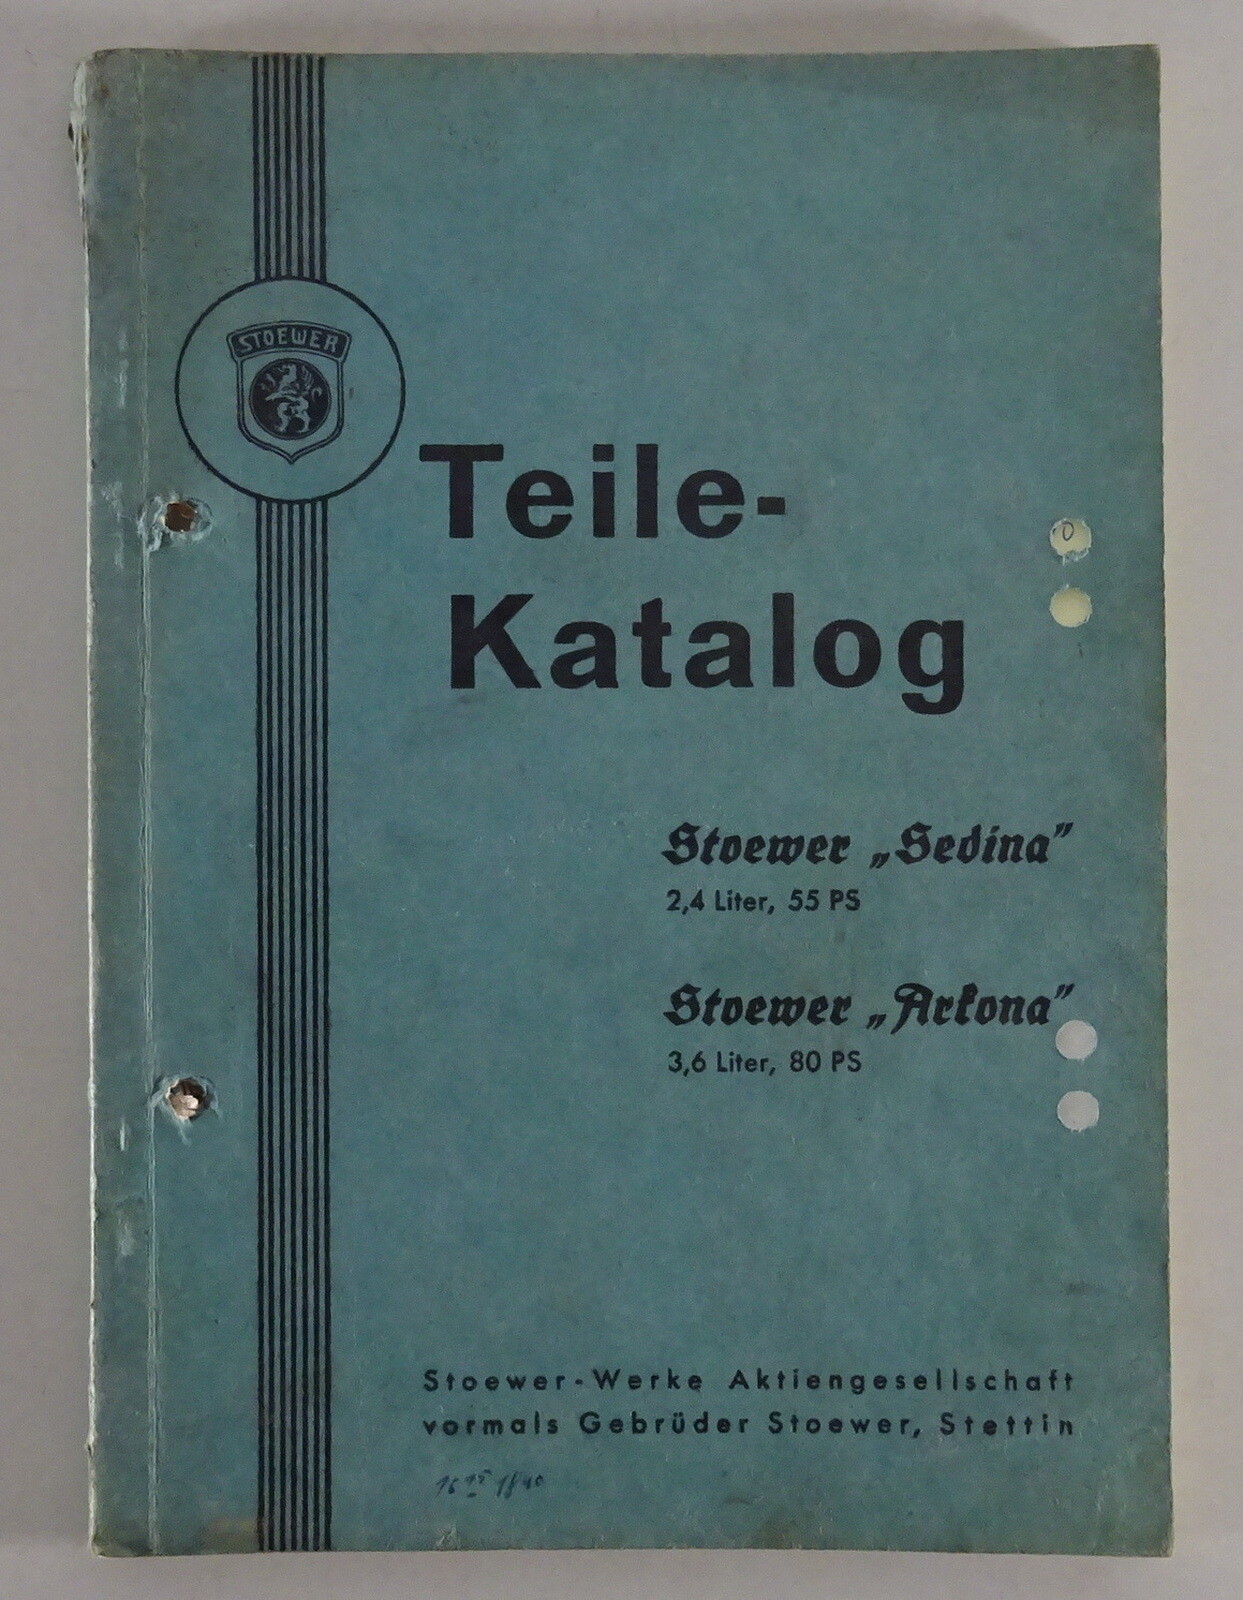 STOEWER
Teile-
Katalog
Stoewer „Sedina”
2,4 Liter, 55 PS
Stoewer „Arkona”
3,6 Liter, 80 PS
Stoewer-Werke Aktiengesellschaft
vormals Gebrüder Stoewer, Stettin